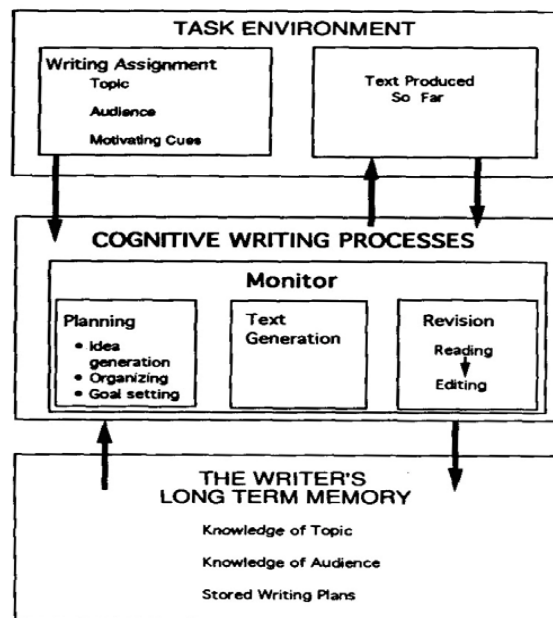 TASK ENVIRONMENT
Writing Assignment
Topic
Audience
Motivating Cues
Text Produced
So Far
COGNITIVE WRITING PROCESSES
Monitor
Planning
• Idea
generation
• Organizing
• Goal setting
Text
Generation
Revision
Reading
Editing
THE WRITER'S
LONG TERM MEMORY
Knowledge of Topic
Knowledge of Audience
Stored Writing Plans